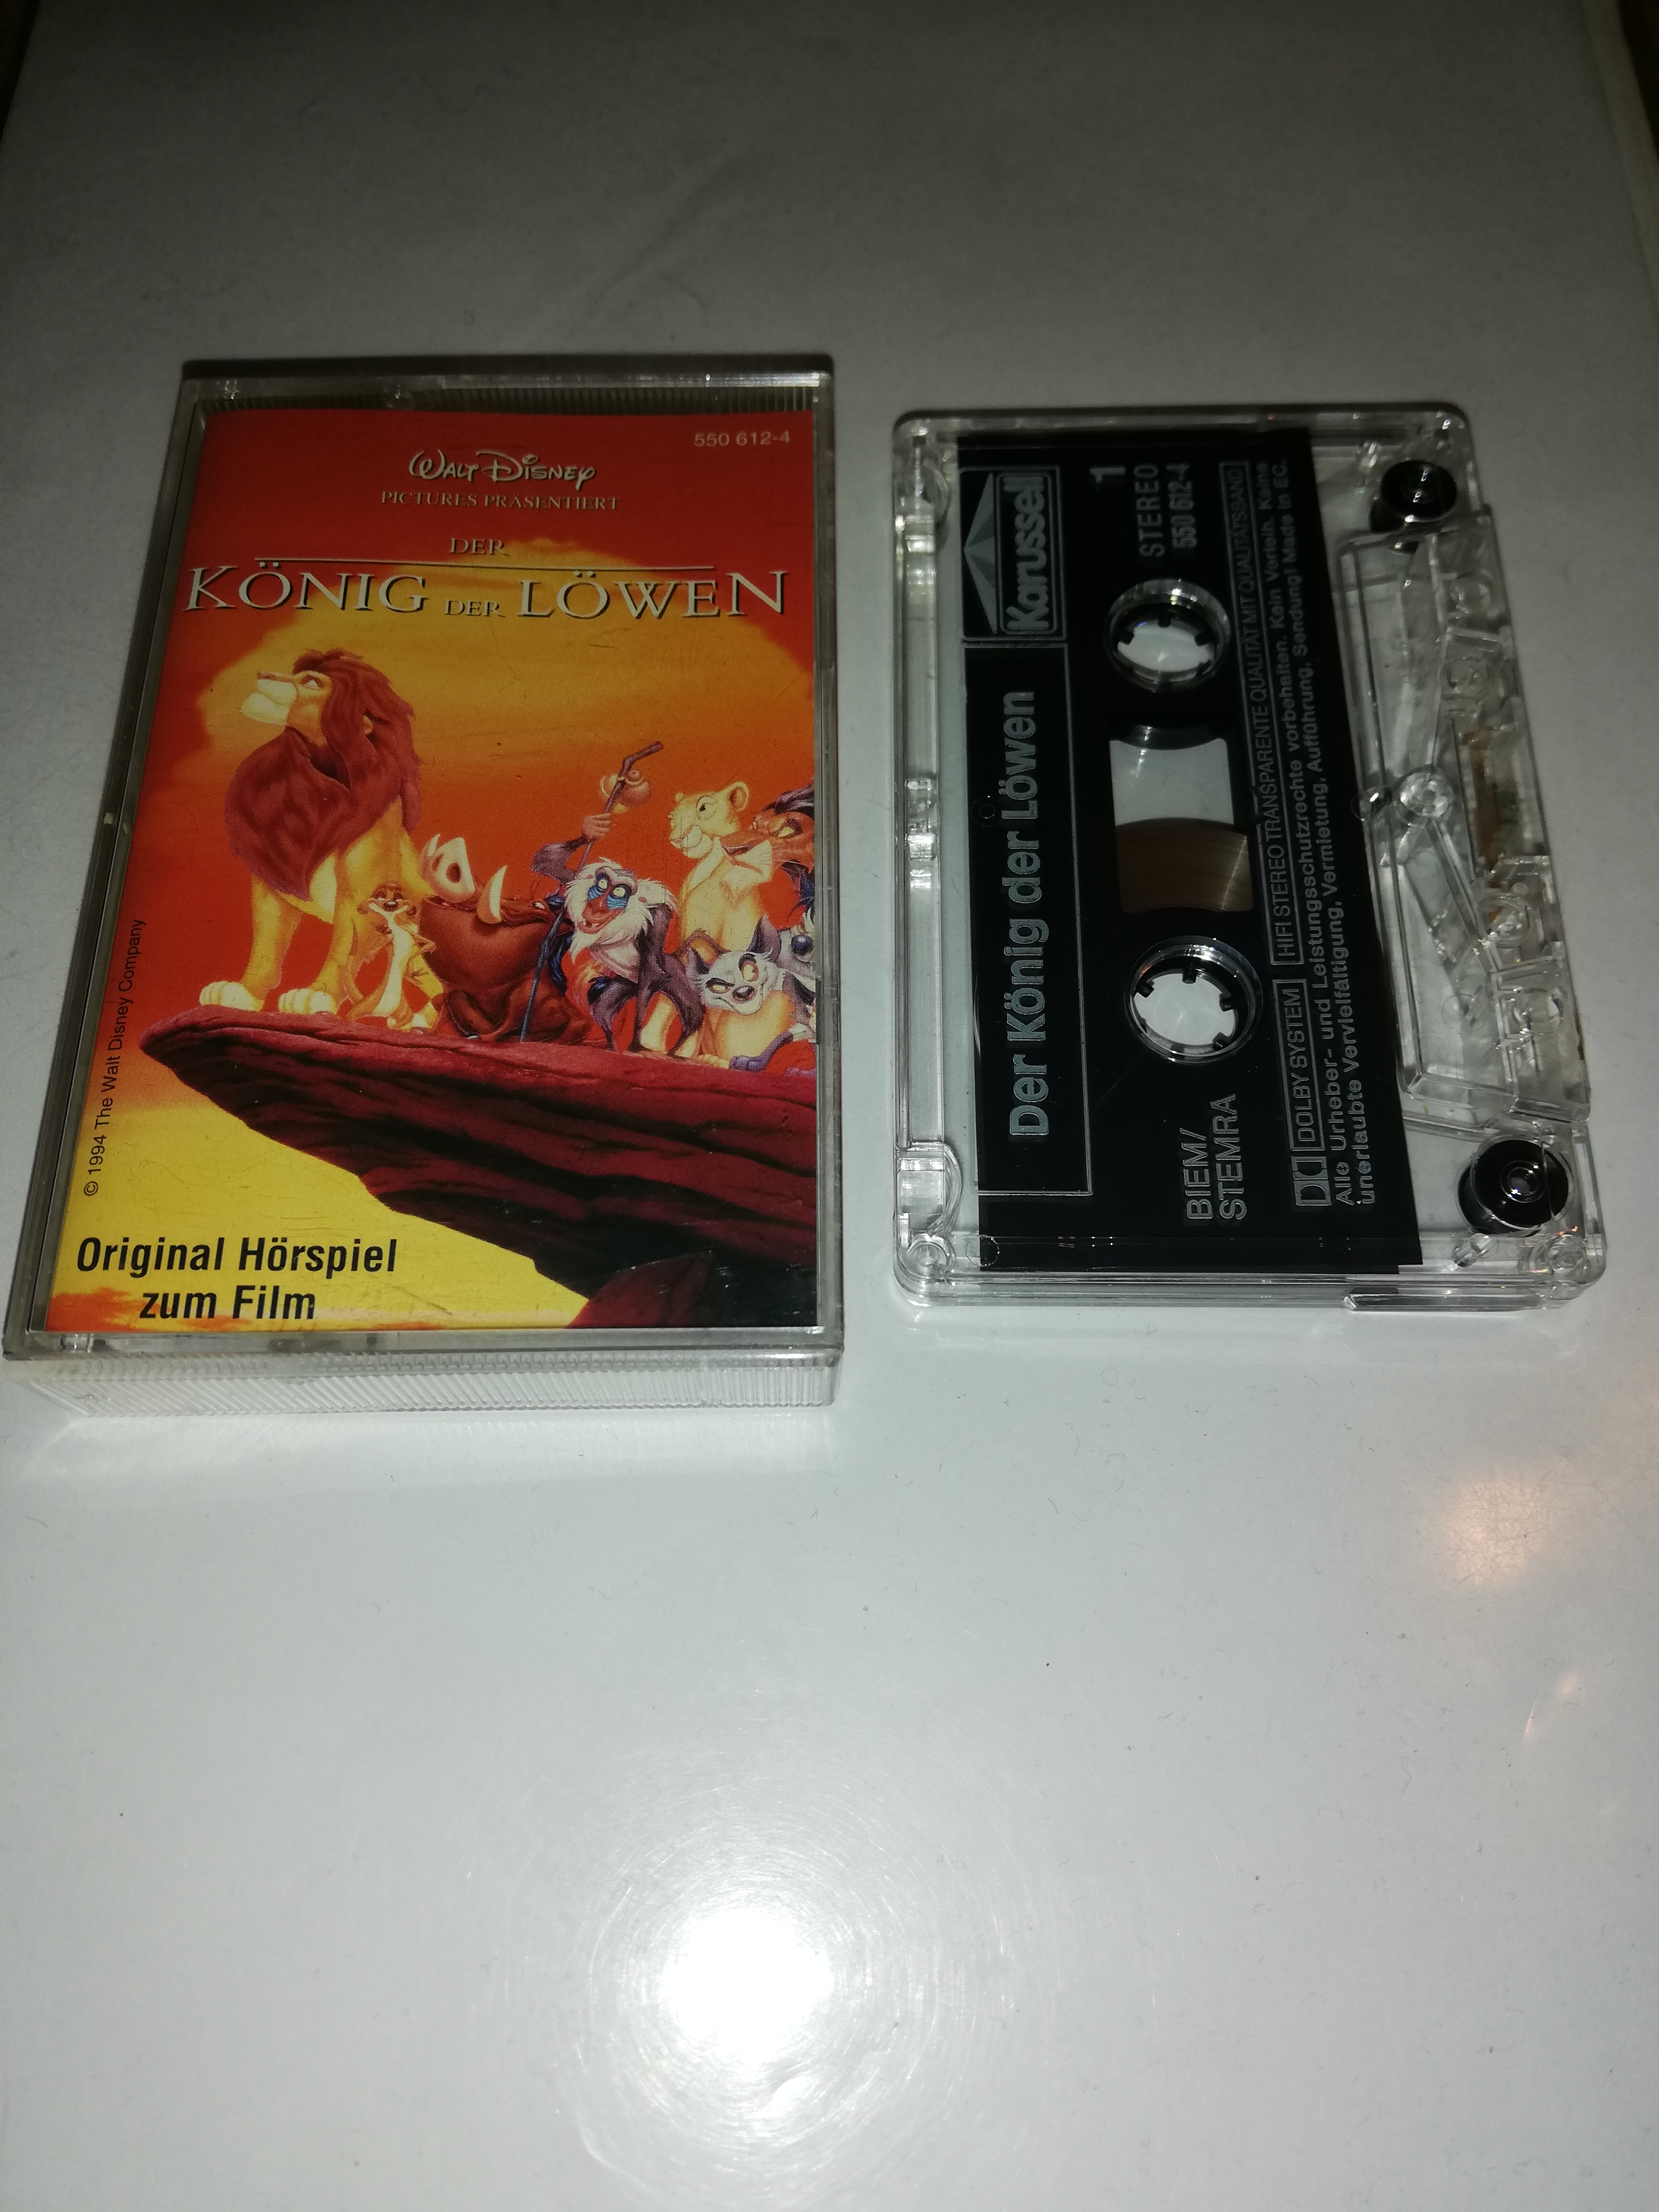 550 612-4
WALT DISNEY
PICTURES PRÄSENTIERT
DER
KÖNIG DER LÖWEN
© 1994 The Walt Disney Company
Original Hörspiel
zum Film
Karussell
Der König der Löwen
1
STEREO
550 612-4
BIEM/
STEMRA
DOLBY SYSTEM HIFI STEREO TRANSPARENTE QUALITÄT MIT QUALITÄTSBAND
Alle Urheber- und Leistungsschutzrechte vorbehalten. Kein Verleih. Keine
unerlaubte Vervielfältigung, Vermietung, Aufführung, Sendung! Made in EC.